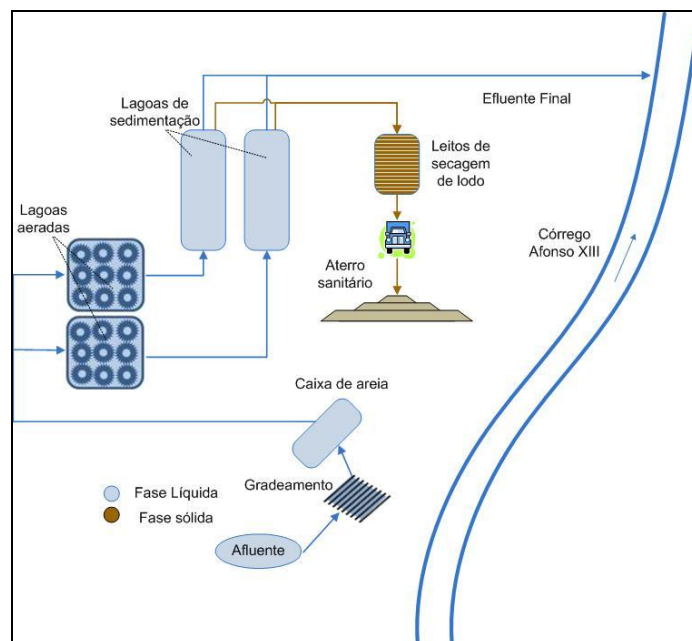 Efluente Final
Lagoas de
sedimentação
Leitos de
secagem
de lodo
Lagoas
aeradas
Córrego
Afonso XIII
Aterro
sanitário
Caixa de areia
Gradeamento
Fase Líquida
Fase sólida
Afluente